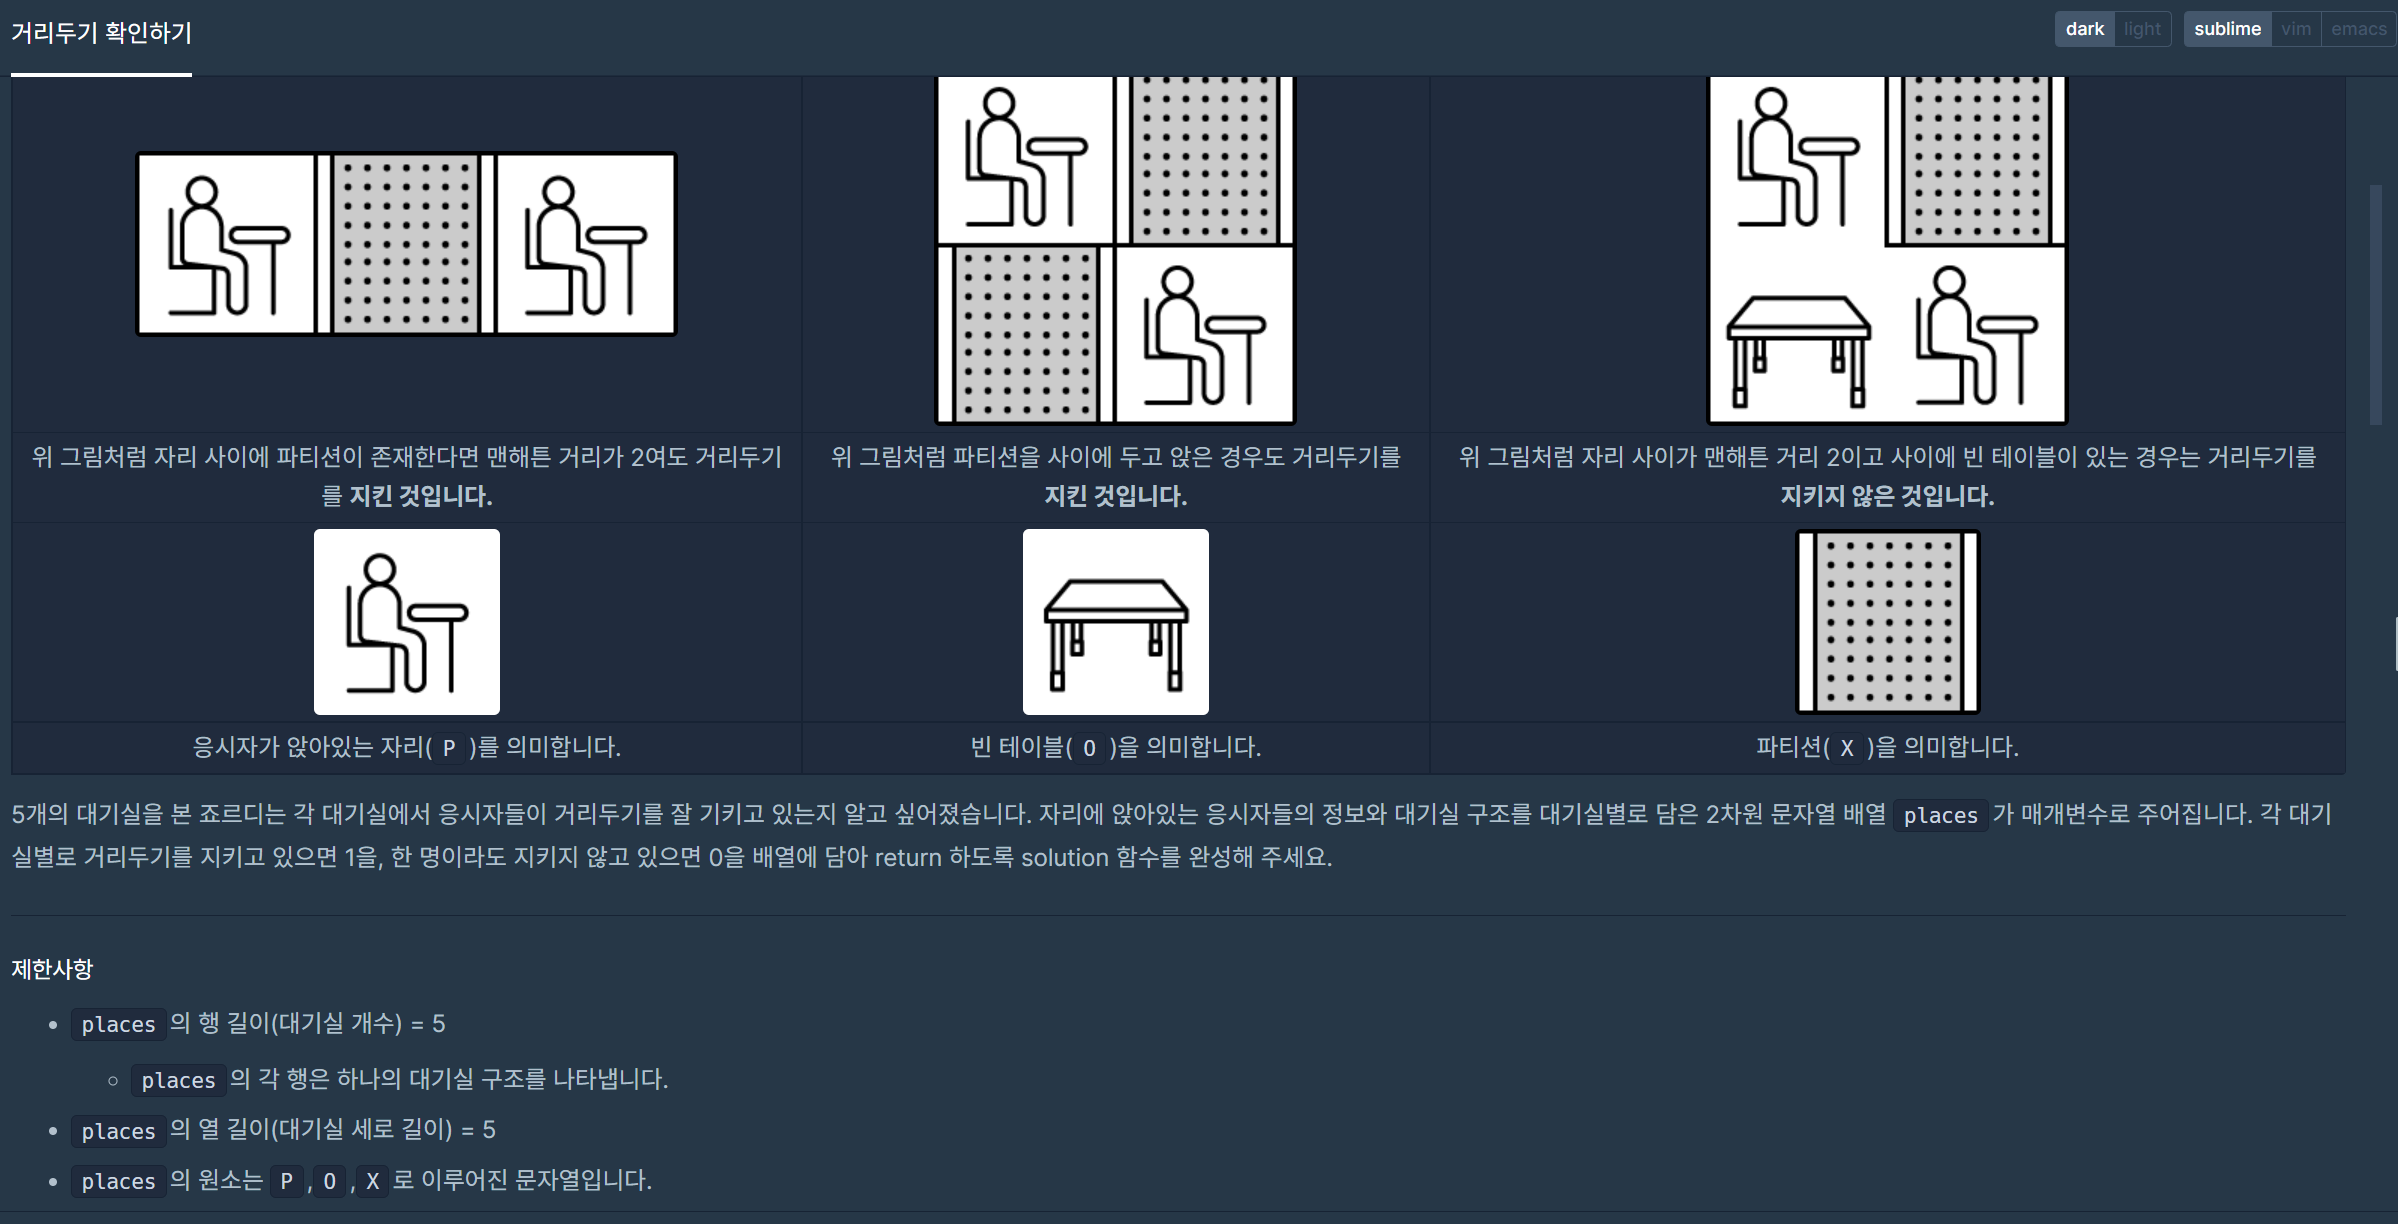 거리두기 확인하기
dark light sublime vim emacs
위 그림처럼 자리 사이에 파티션이 존재한다면 맨해튼 거리가 2여도 거리두기
를 지킨 것입니다.
위 그림처럼 파티션을 사이에 두고 앉은 경우도 거리두기를
지킨 것입니다.
위 그림처럼 자리 사이가 맨해튼 거리 2이고 사이에 빈 테이블이 있는 경우는 거리두기를
지키지 않은 것입니다.
응시자가 앉아있는 자리( P )를 의미합니다.
빈 테이블( O )을 의미합니다.
파티션( X )을 의미합니다.
5개의 대기실을 본 죠르디는 각 대기실에서 응시자들이 거리두기를 잘 기키고 있는지 알고 싶어졌습니다. 자리에 앉아있는 응시자들의 정보와 대기실 구조를 대기실별로 담은 2차원 문자열 배열 places 가 매개변수로 주어집니다. 각 대기
실별로 거리두기를 지키고 있으면 1을, 한 명이라도 지키지 않고 있으면 0을 배열에 담아 return 하도록 solution 함수를 완성해 주세요.
제한사항
places 의 행 길이(대기실 개수) = 5
places 의 각 행은 하나의 대기실 구조를 나타냅니다.
places 의 열 길이(대기실 세로 길이) = 5
places 의 원소는 P , O , X 로 이루어진 문자열입니다.